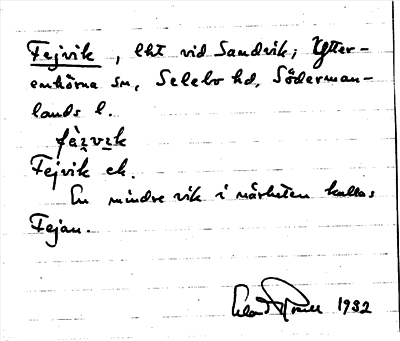 Fejvik, lht vid Sandvik, Ytter-
enhörna sn, Selebo hd, Söderman-
lands l.
Fejvik ek.
En mindre vik i närheten kallas
Fejan.
1932